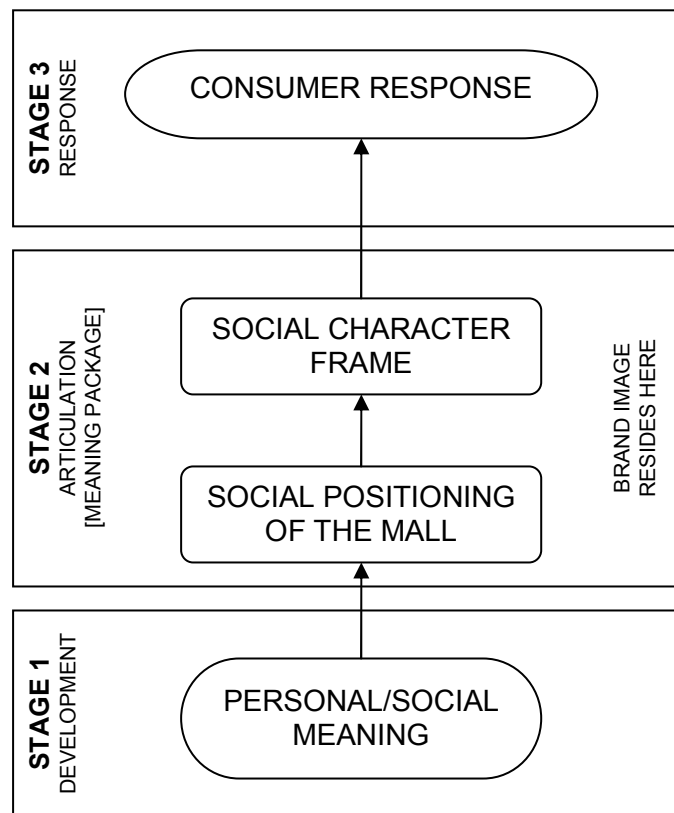 STAGE 3
RESPONSE
CONSUMER RESPONSE
STAGE 2
ARTICULATION
[MEANING PACKAGE]
SOCIAL CHARACTER
FRAME
SOCIAL POSITIONING
OF THE MALL
BRAND IMAGE
RESIDES HERE
STAGE 1
DEVELOPMENT
PERSONAL/SOCIAL
MEANING